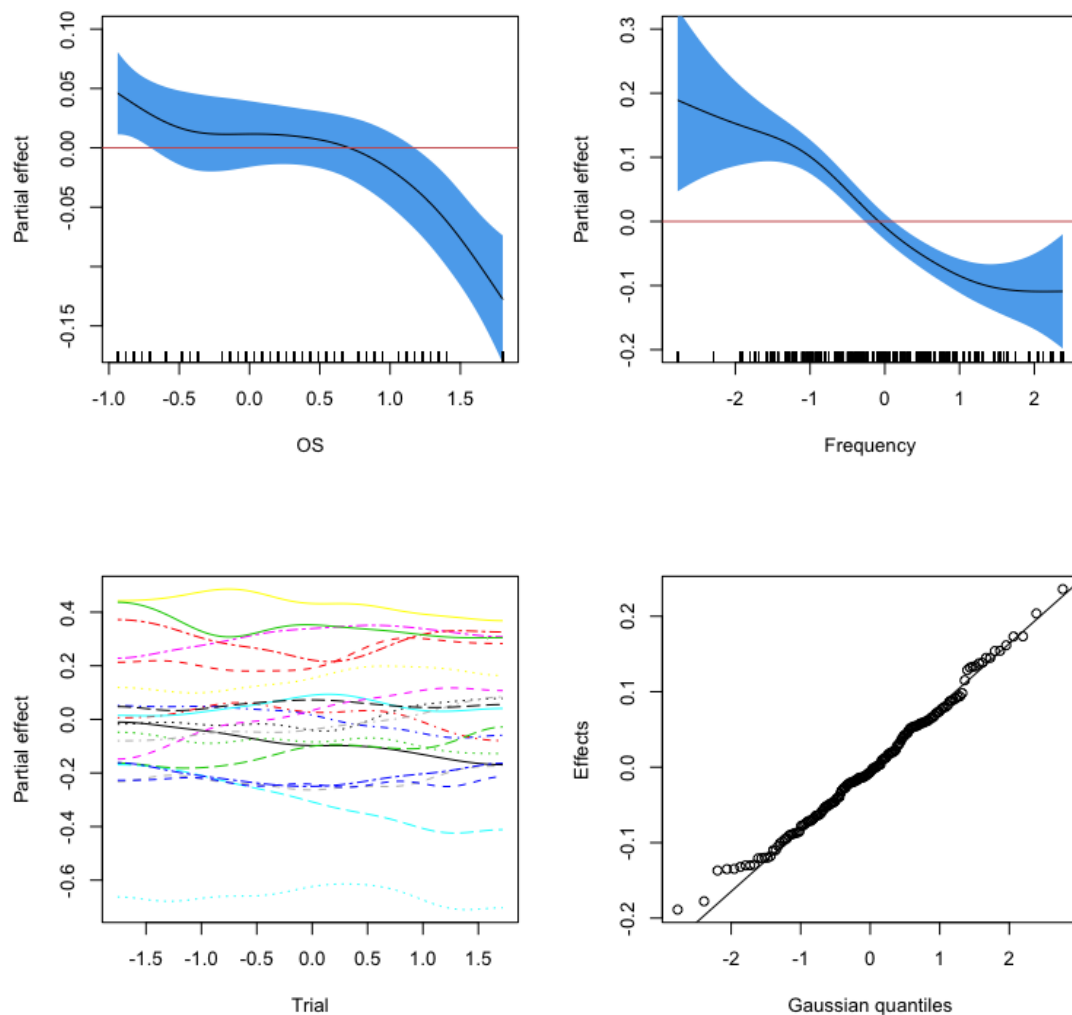 Partial effect
0.10
0.05
0.00
-0.05
-0.15
-1.0 -0.5 0.0 0.5 1.0 1.5
OS
Partial effect
0.3
0.2
0.1
0.0
-0.1
-0.2
-2 -1 0 1 2
Frequency
Partial effect
0.4
0.2
0.0
-0.2
-0.4
-0.6
-1.5 -1.0 -0.5 0.0 0.5 1.0 1.5
Trial
Effects
0.2
0.1
0.0
-0.1
-0.2
-2 -1 0 1 2
Gaussian quantiles